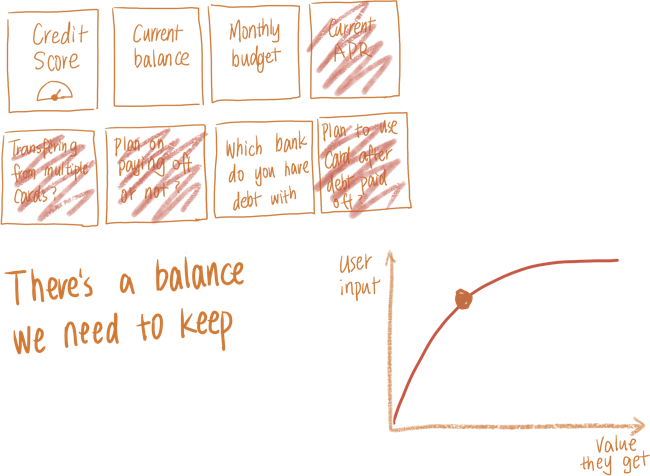 Credit
Score
Current
balance
Monthly
budget
Current
APR
Transfering
from multiple
Cards?
Plan on
paying off
or not?
Which bank
do you have
debt with
Plan to use
Card after
debt paid
off?
There's a balance
we need to keep
user
input
value
they get